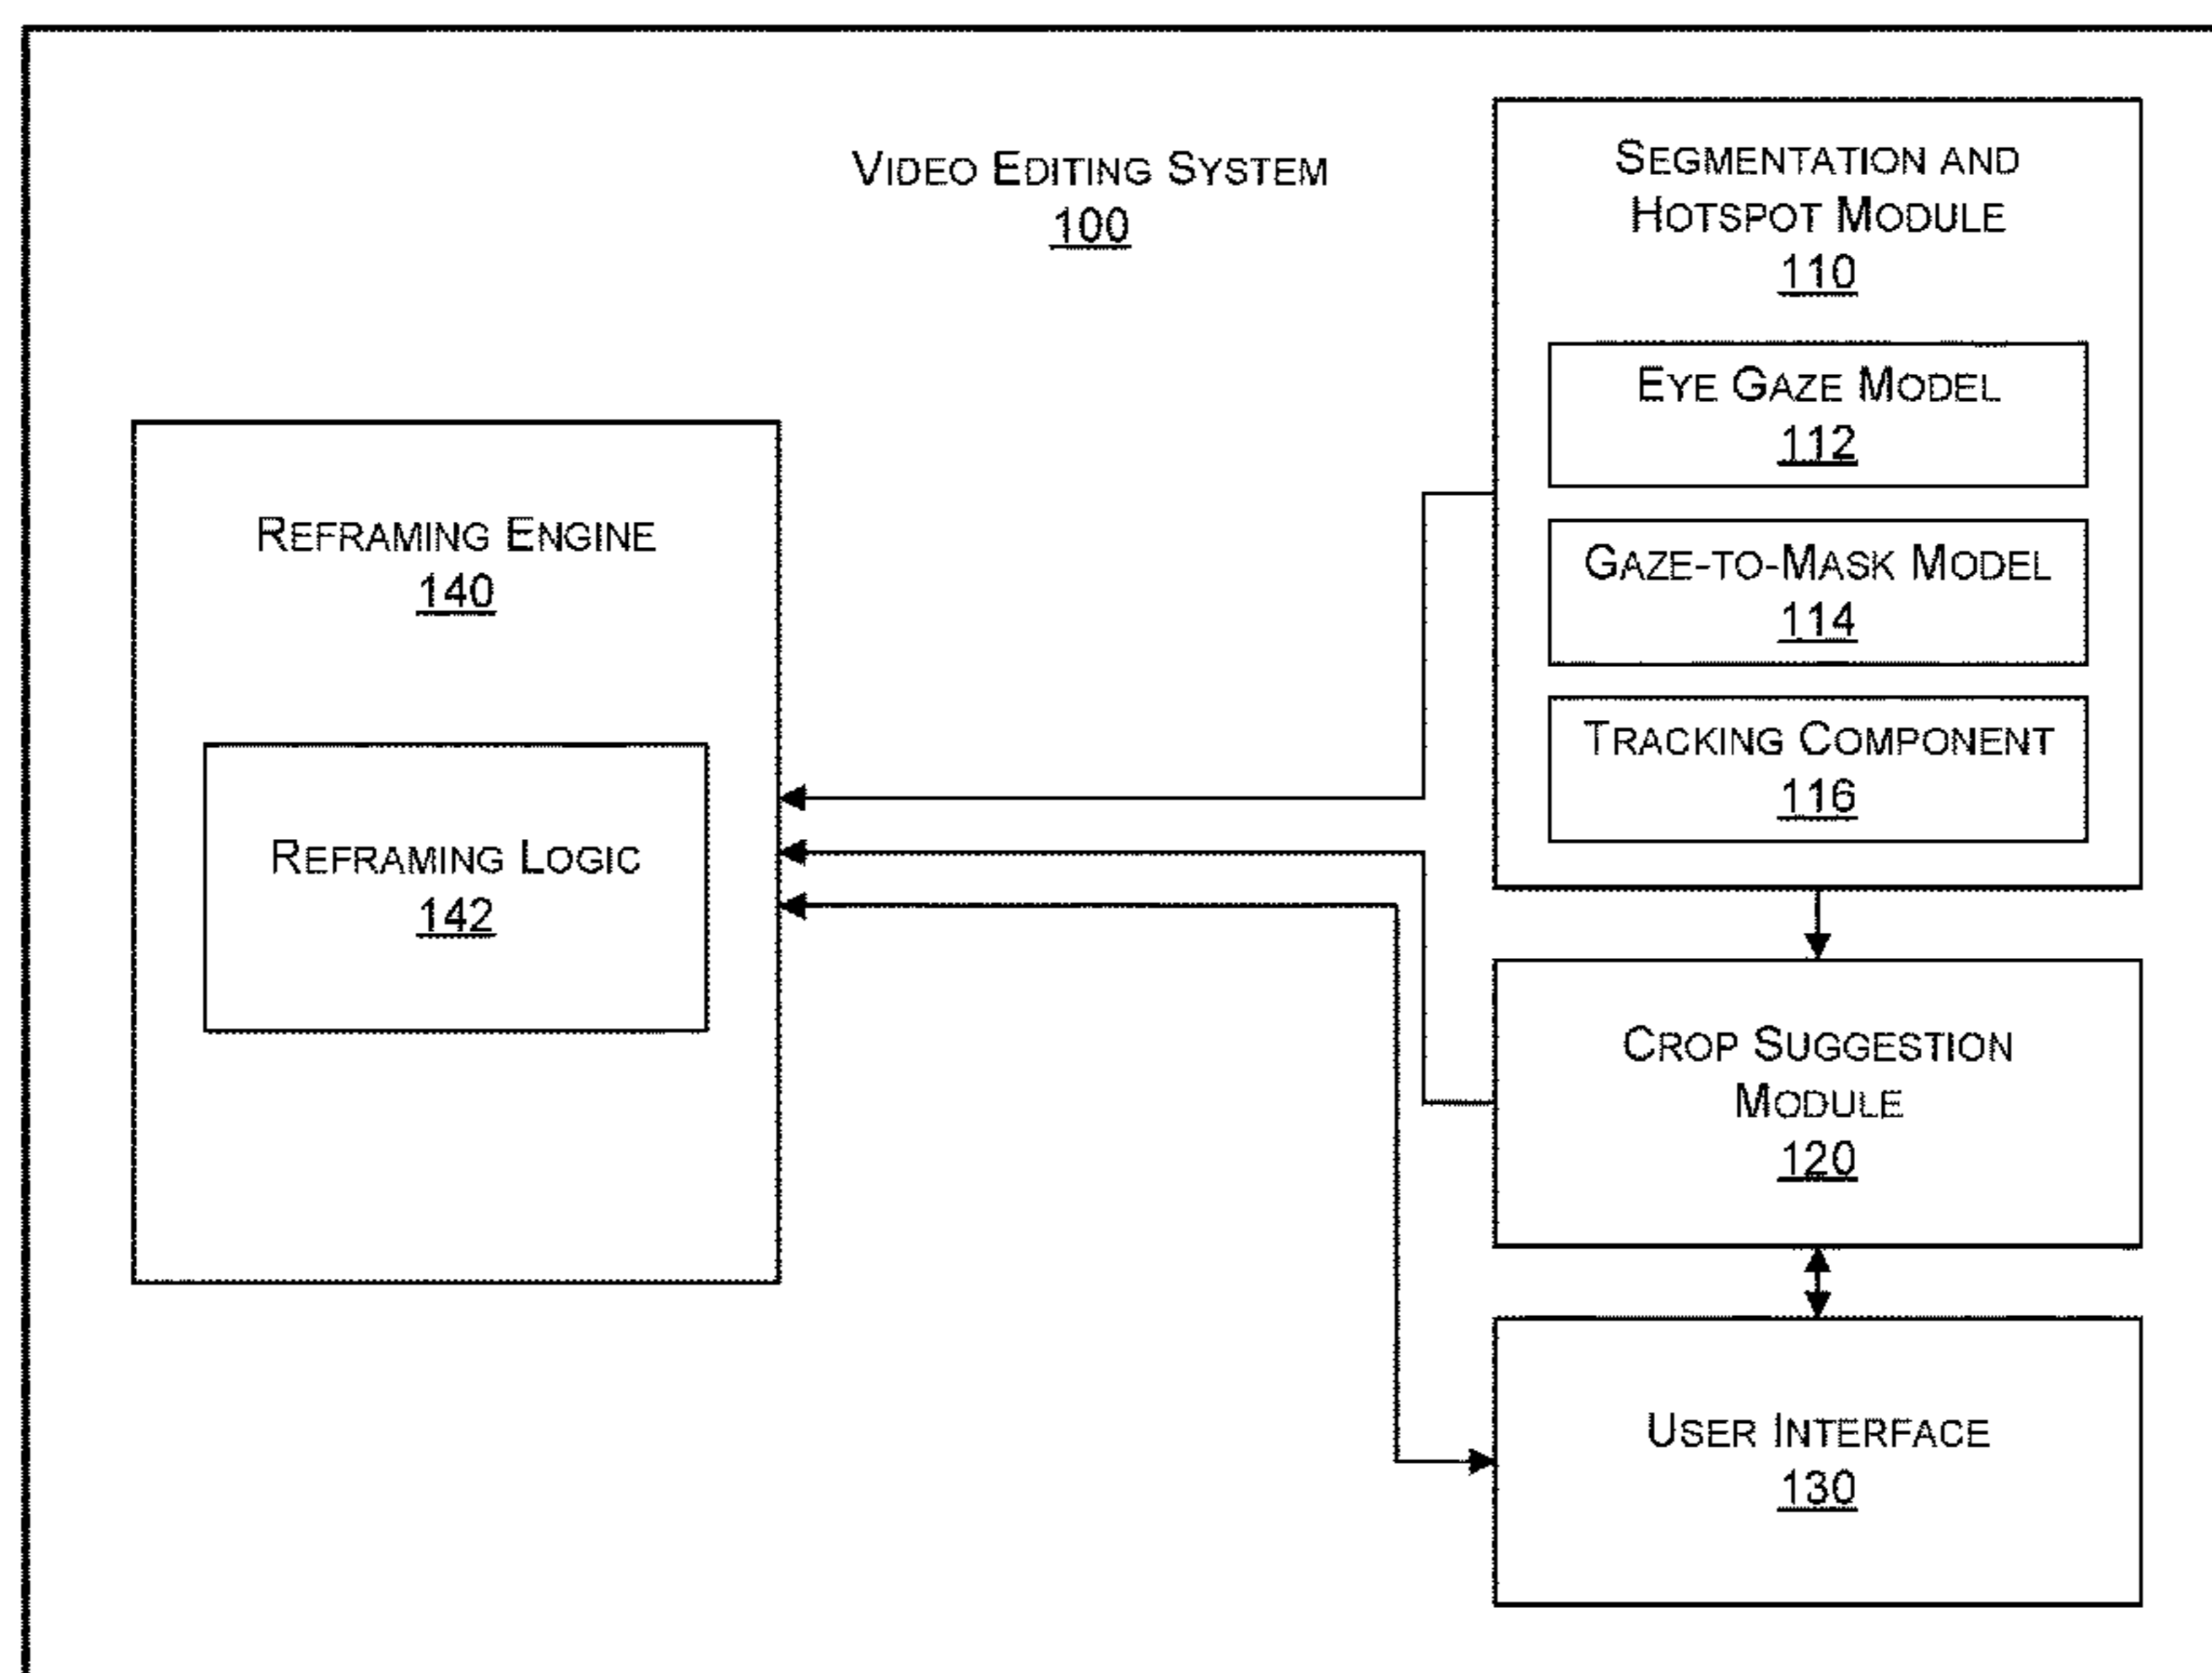 VIDEO EDITING SYSTEM
100
SEGMENTATION AND
HOTSPOT MODULE
110
EYE GAZE MODEL
112
GAZE-TO-MASK MODEL
114
TRACKING COMPONENT
116
REFRAMING ENGINE
140
REFRAMING LOGIC
142
CROP SUGGESTION
MODULE
120
USER INTERFACE
130